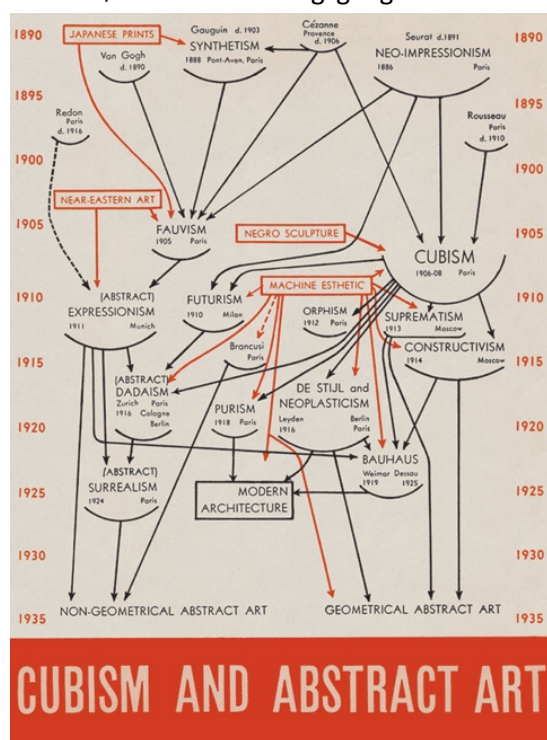 1890
JAPANESE PRINTS
Gauguin d. 1903
SYNTHETISM
1888 Pont-Aven, Paris
Cézanne
Provence
d. 1906
Seurat d.1891
NEO-IMPRESSIONISM
1886 Paris
1890
Van Gogh
d. 1890
1895
1895
Redon
Paris
d. 1916
Rousseau
Paris
d. 1910
1900
1900
NEAR-EASTERN ART
1905
FAUVISM
1905 Paris
NEGRO SCULPTURE
1905
CUBISM
1906-08 Paris
MACHINE ESTHETIC
1910
(ABSTRACT)
EXPRESSIONISM
1911 Munich
FUTURISM
1910 Milan
ORPHISM
1912 Paris
SUPREMATISM
1913 Moscow
1910
Brancusi
Paris
CONSTRUCTIVISM
1914 Moscow
1915
1915
(ABSTRACT)
DADAISM
Zurich Paris
1916 Cologne
Berlin
PURISM
1918 Paris
DE STIJL and
NEOPLASTICISM
Leyden Berlin
1916 Paris
1920
1920
(ABSTRACT)
SURREALISM
1924 Paris
BAUHAUS
Weimar Dessau
1919 1925
MODERN
ARCHITECTURE
1925
1925
1930
1930
NON-GEOMETRICAL ABSTRACT ART
GEOMETRICAL ABSTRACT ART
1935
1935
CUBISM AND ABSTRACT ART